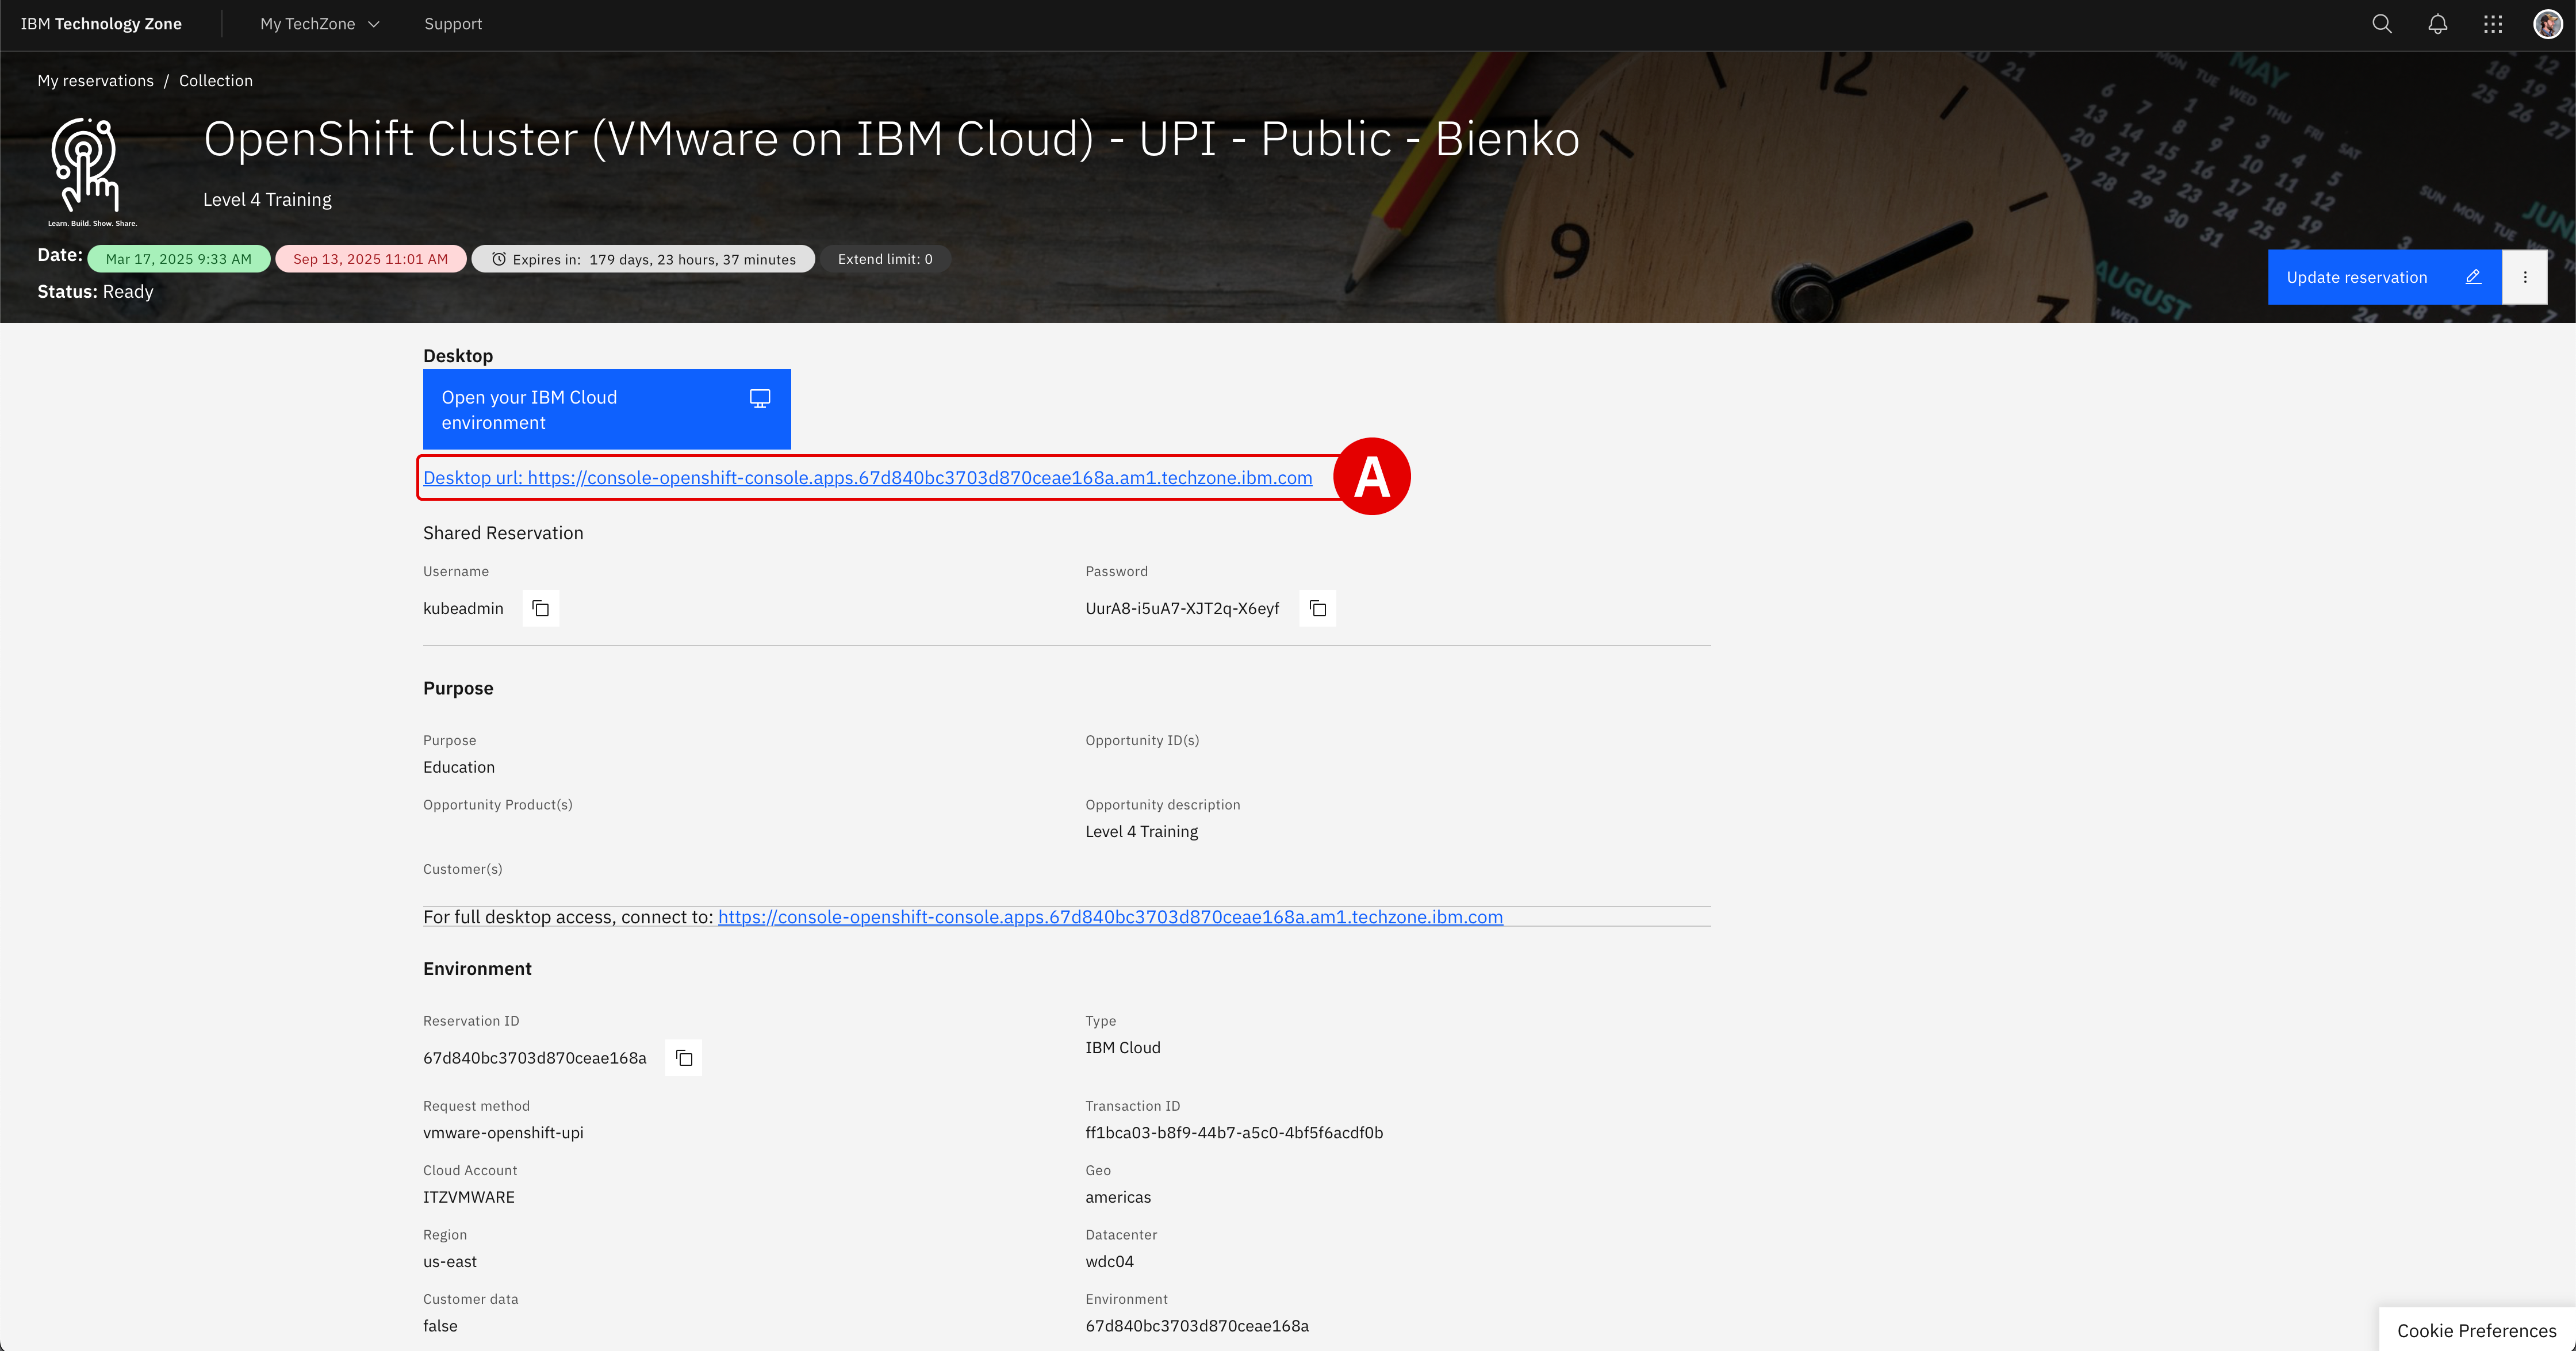 IBM Technology Zone
My TechZone
Support
My reservations / Collection
OpenShift Cluster (VMware on IBM Cloud) - UPI - Public - Bienko
Learn. Build. Show. Share.
Level 4 Training
Date: Mar 17, 2025 9:33 AM Sep 13, 2025 11:01 AM Expires in: 179 days, 23 hours, 37 minutes Extend limit: 0
Status: Ready
Update reservation
Desktop
Open your IBM Cloud
environment
Desktop url: https://console-openshift-console.apps.67d840bc3703d870ceae168a.am1.techzone.ibm.com
A
Shared Reservation
Username
kubeadmin
Password
UurA8-i5uA7-XJT2q-X6eyf
Purpose
Purpose
Education
Opportunity ID(s)
Opportunity Product(s)
Opportunity description
Level 4 Training
Customer(s)
For full desktop access, connect to: https://console-openshift-console.apps.67d840bc3703d870ceae168a.am1.techzone.ibm.com
Environment
Reservation ID
67d840bc3703d870ceae168a
Type
IBM Cloud
Request method
vmware-openshift-upi
Transaction ID
ff1bca03-b8f9-44b7-a5c0-4bf5f6acdf0b
Cloud Account
ITZVMWARE
Geo
americas
Region
us-east
Datacenter
wdc04
Customer data
false
Environment
67d840bc3703d870ceae168a
Cookie Preferences
12
9
3
MAY
AUGUST